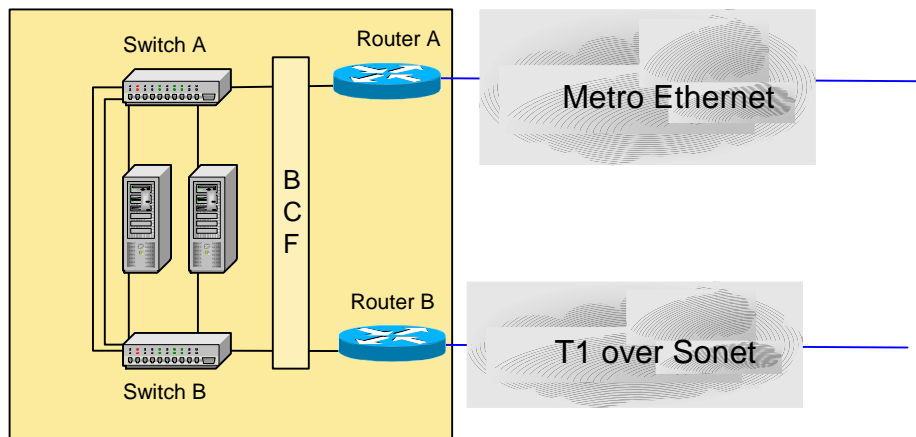 Switch A
Router A
Metro Ethernet
B
C
F
Router B
T1 over Sonet
Switch B